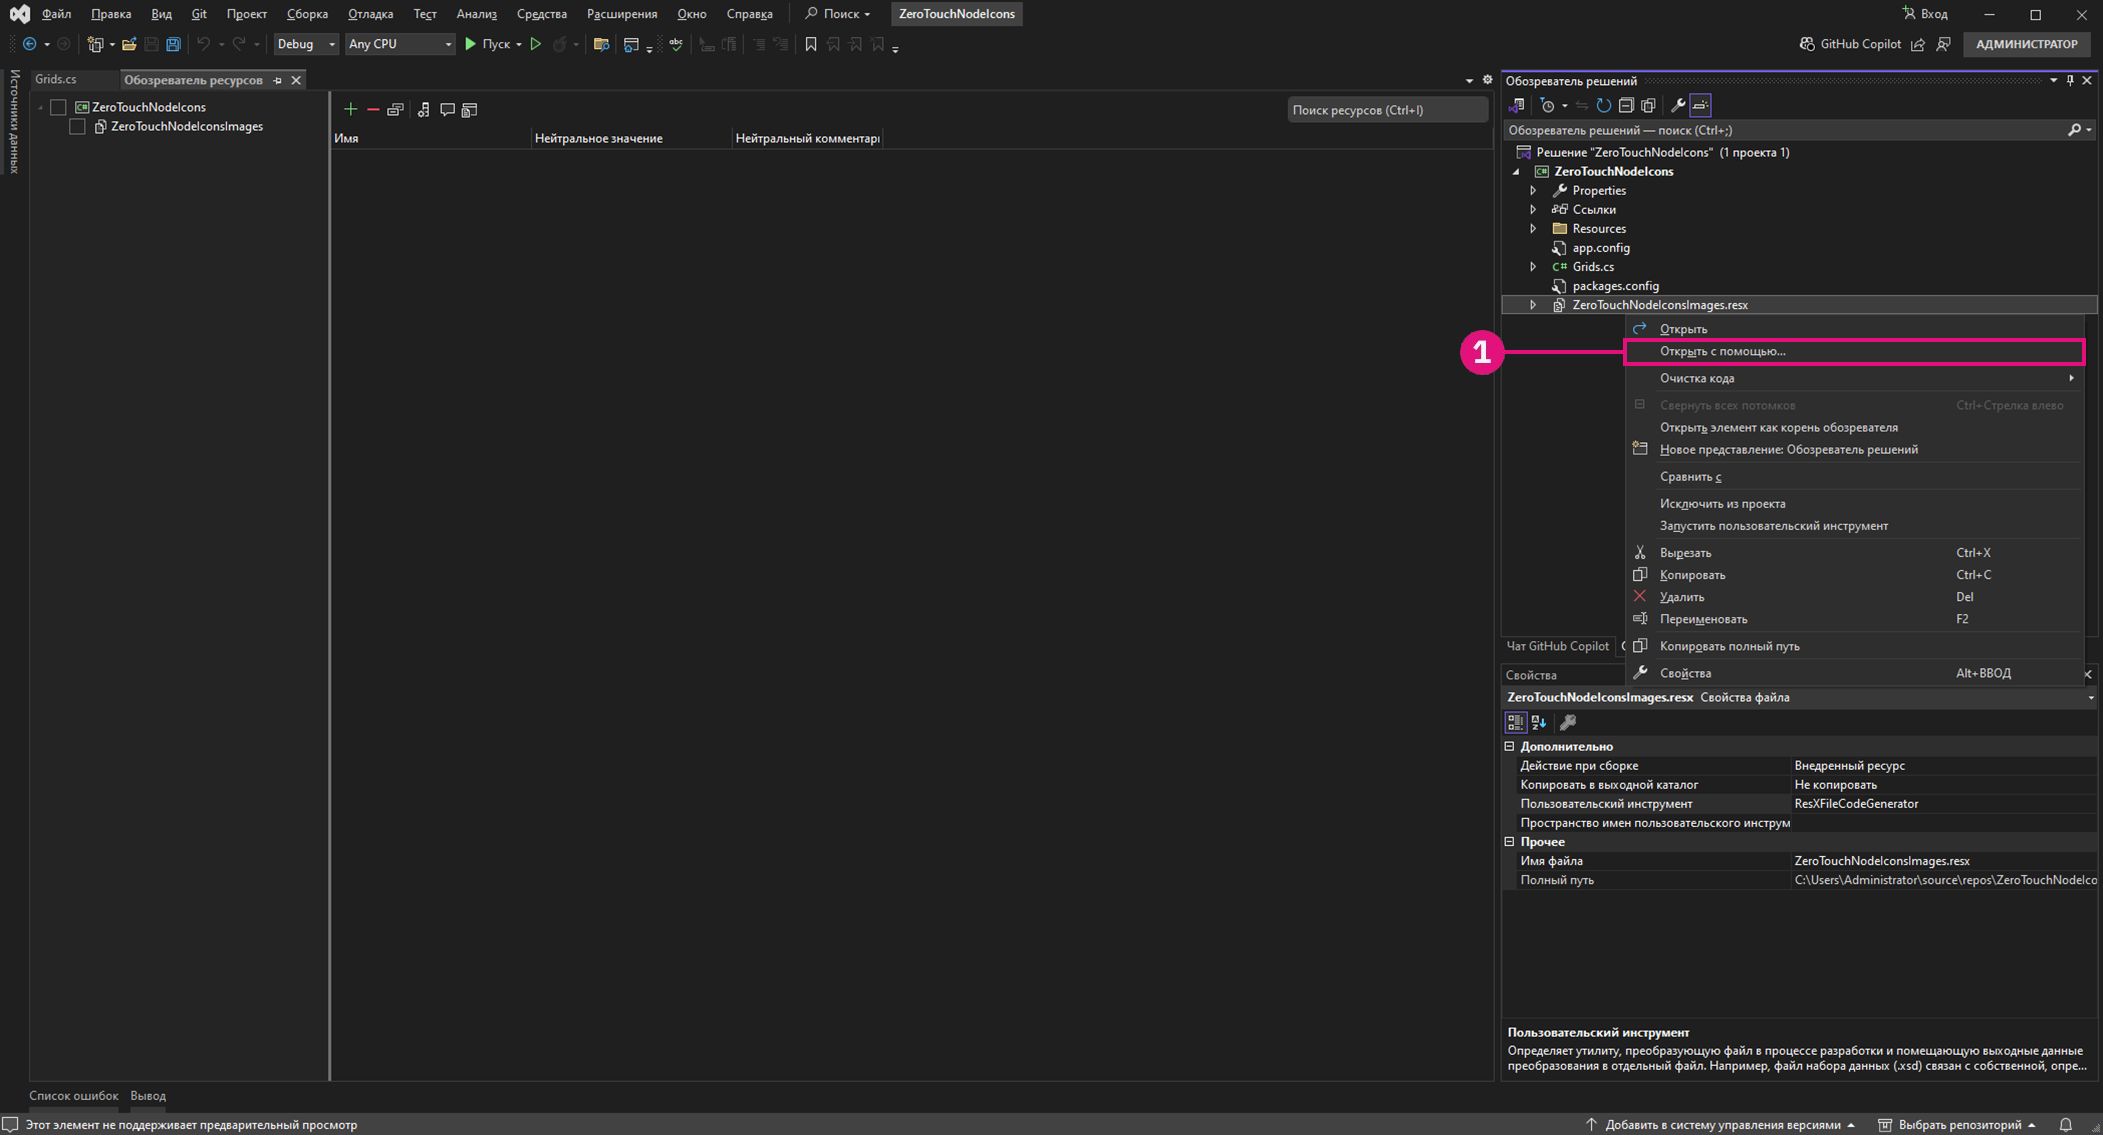 Файл Правка Вид Git Проект Сборка Отладка Тест Анализ Средства Расширения Окно Справка Поиск ZeroTouchNodeIcons Вход
Debug Any CPU Пуск GitHub Copilot АДМИНИСТРАТОР
Источники данных
Grids.cs Обозреватель ресурсов
ZeroTouchNodeIcons
ZeroTouchNodeIconsImages
Поиск ресурсов (Ctrl+I)
Имя Нейтральное значение Нейтральный комментарі
Обозреватель решений
Обозреватель решений — поиск (Ctrl+;)
Решение "ZeroTouchNodeIcons" (1 проекта 1)
ZeroTouchNodeIcons
Properties
Ссылки
Resources
app.config
Grids.cs
packages.config
ZeroTouchNodeIconsImages.resx
Открыть
1
Открыть с помощью...
Очистка кода
Свернуть всех потомков Ctrl+Стрелка влево
Открыть элемент как корень обозревателя
Новое представление: Обозреватель решений
Сравнить с
Исключить из проекта
Запустить пользовательский инструмент
Вырезать Ctrl+X
Копировать Ctrl+C
Удалить Del
Переименовать F2
Копировать полный путь
Свойства Alt+ВВОД
Чат GitHub Copilot
Свойства
ZeroTouchNodeIconsImages.resx Свойства файла
Дополнительно
Действие при сборке Внедренный ресурс
Копировать в выходной каталог Не копировать
Пользовательский инструмент ResXFileCodeGenerator
Пространство имен пользовательского инструм
Прочее
Имя файла ZeroTouchNodeIconsImages.resx
Полный путь C:\Users\Administrator\source\repos\ZeroTouchNodeIco
Пользовательский инструмент
Определяет утилиту, преобразующую файл в процессе разработки и помещающую выходные данные
преобразования в отдельный файл. Например, файл набора данных (.xsd) связан с собственной, опре...
Список ошибок Вывод
Этот элемент не поддерживает предварительный просмотр Добавить в систему управления версиями Выбрать репозиторий